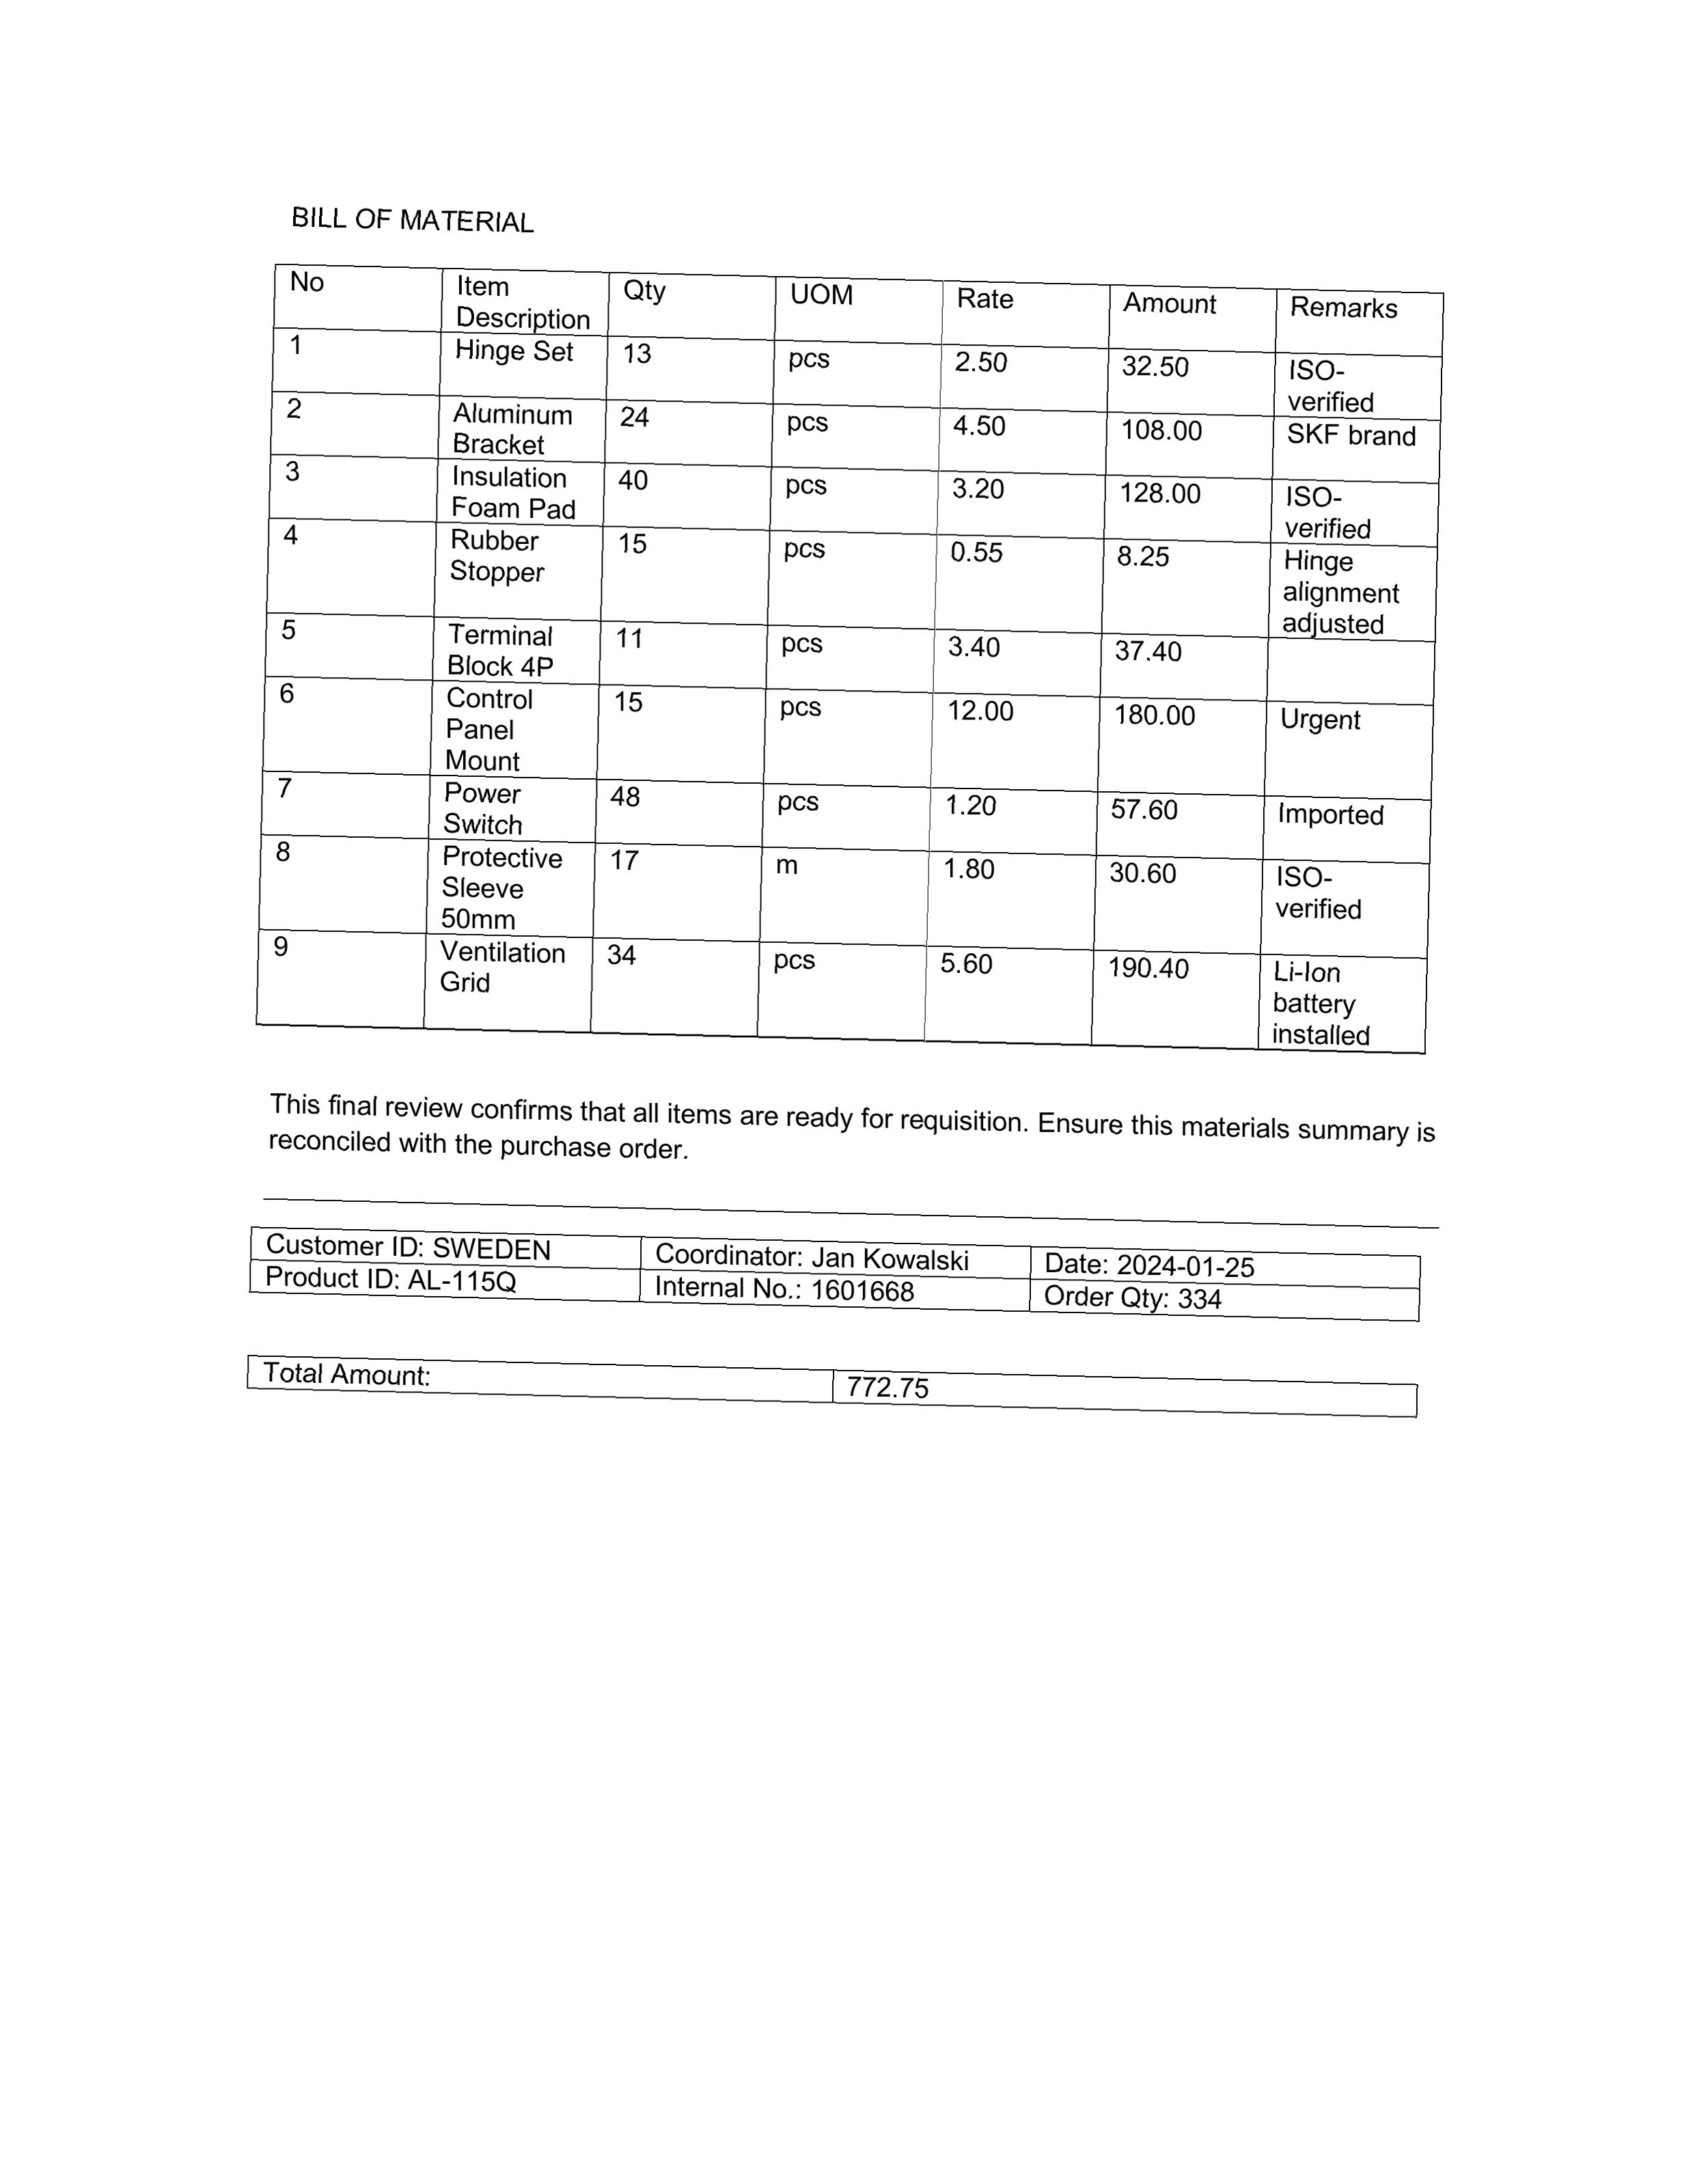 BILL OF MATERIAL
No Item Description Qty UOM Rate Amount Remarks
1 Hinge Set 13 pcs 2.50 32.50 ISO-verified
2 Aluminum Bracket 24 pcs 4.50 108.00 SKF brand
3 Insulation Foam Pad 40 pcs 3.20 128.00 ISO-verified
4 Rubber Stopper 15 pcs 0.55 8.25 Hinge alignment adjusted
5 Terminal Block 4P 11 pcs 3.40 37.40
6 Control Panel Mount 15 pcs 12.00 180.00 Urgent
7 Power Switch 48 pcs 1.20 57.60 Imported
8 Protective Sleeve 50mm 17 m 1.80 30.60 ISO-verified
9 Ventilation Grid 34 pcs 5.60 190.40 Li-Ion battery installed
This final review confirms that all items are ready for requisition. Ensure this materials summary is
reconciled with the purchase order.
Customer ID: SWEDEN Coordinator: Jan Kowalski Date: 2024-01-25
Product ID: AL-115Q Internal No.: 1601668 Order Qty: 334
Total Amount: 772.75